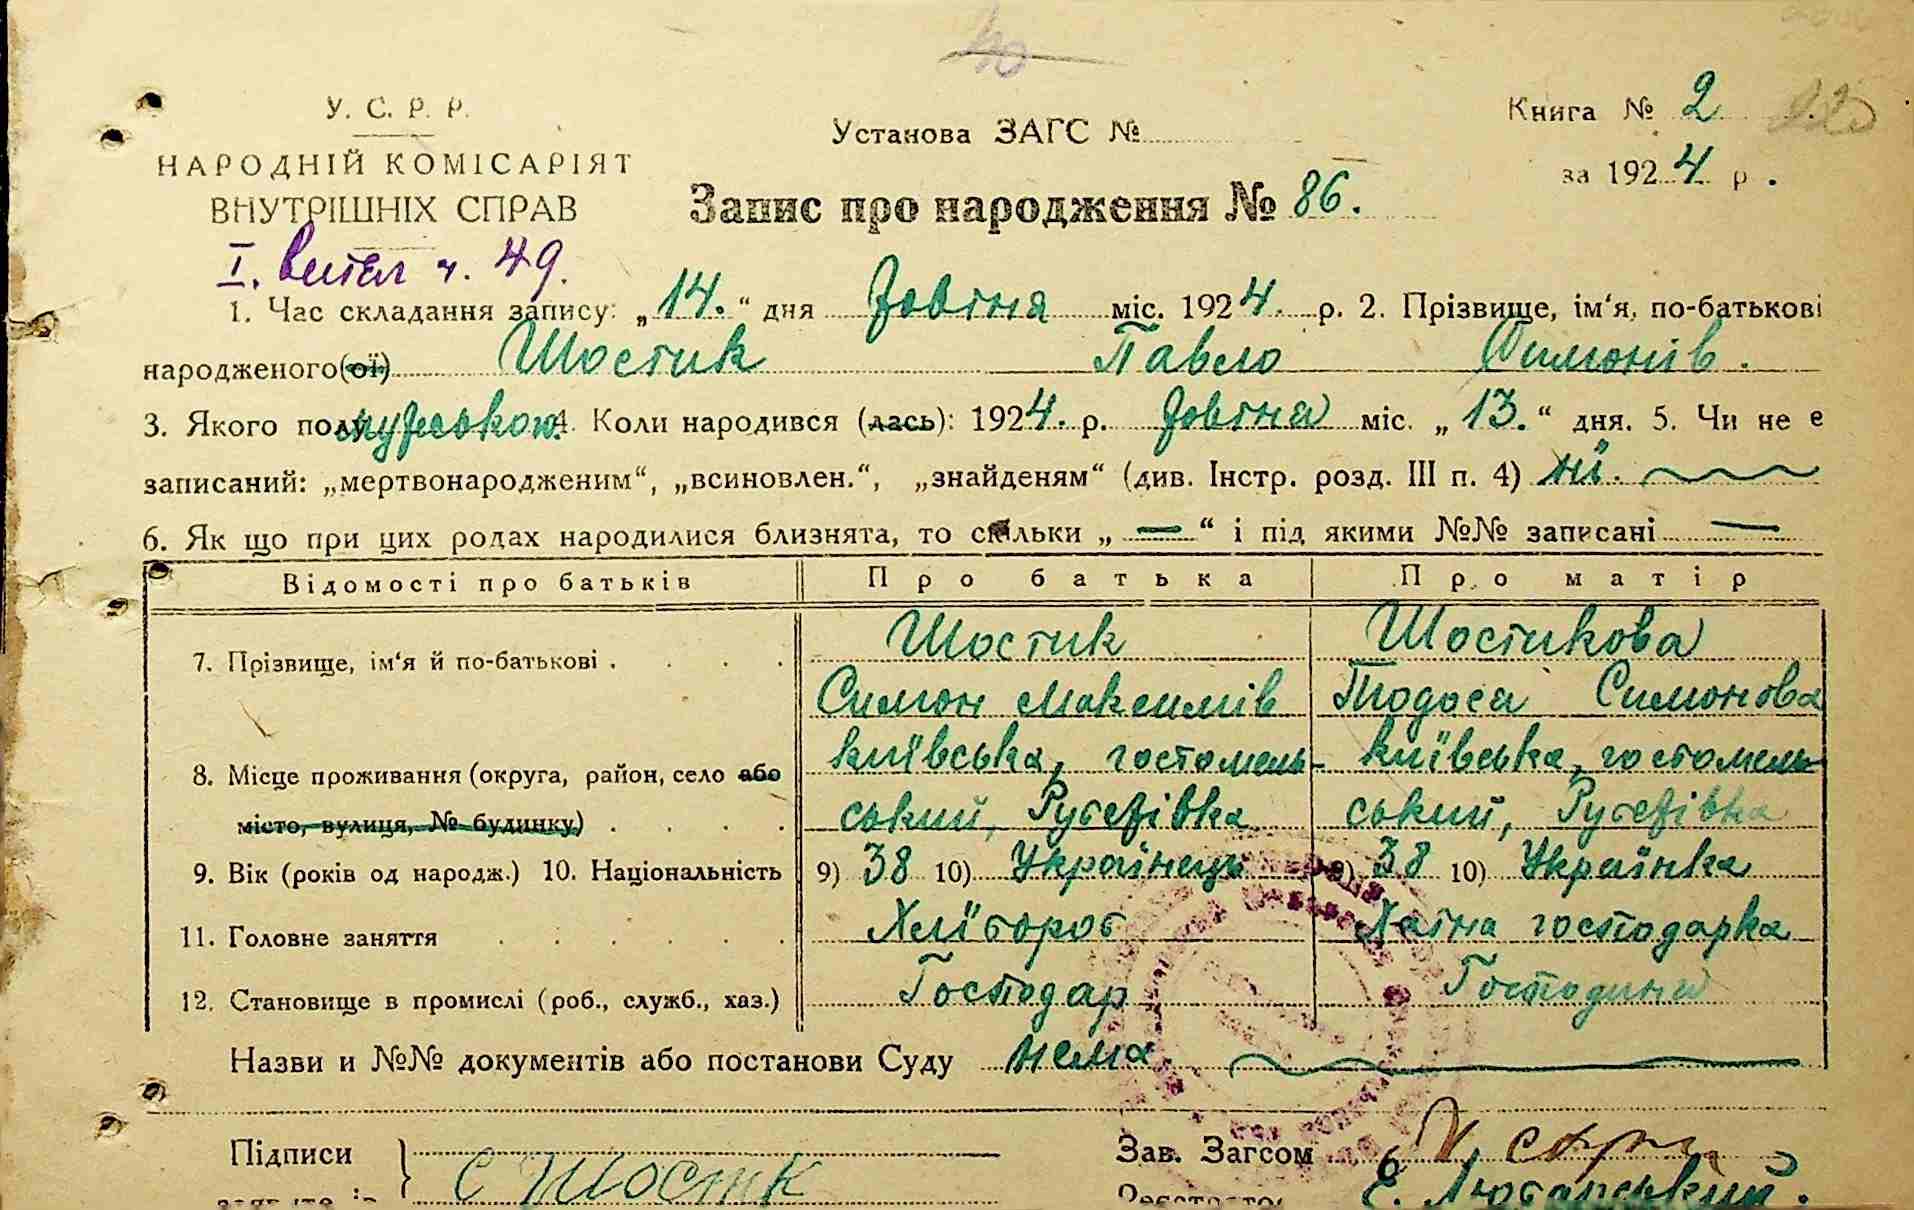 У. С. Р. Р.
НАРОДНІЙ КОМІСАРІЯТ
ВНУТРІШНІХ СПРАВ
Установа ЗАГС №
Книга № 2
за 1924 р.
Запис про народження № 86.
І. Витяг ч. 49.
1. Час складання запису: „14.“ дня Жовтня міс. 1924. р. 2. Прізвище, ім‘я, по-батькові
народженого(ої) Шостик Павло Симонів.
3. Якого полу мужського. 4. Коли народився (лась): 1924. р. Жовтня міс. „13.“ дня. 5. Чи не є
записаний: „мертвонародженим“, „всиновлен.“, „знайденям“ (див. Інстр. розд. III п. 4) ні.
6. Як що при цих родах народилися близнята, то скільки „—“ і під якими №№ записані —
Відомості про батьків Про батька Про матір
7. Прізвище, ім‘я й по-батькові . Шостик Шостикова
Симон Максимів Тодося Симонова
8. Місце проживання (округа, район, село або Київська, гостомель- Київська, гостомель-
місто, вулиця, № будинку) ський, Рубежівка ський, Рубежівка
9. Вік (років од народж.) 10. Національність 9) 38 10) Українець 9) 38 10) Українка
11. Головне заняття Хлібороб Хатна господарка
12. Становище в промислі (роб., служб., хаз.) Господар Господиня
Назви и №№ документів або постанови Суду нема
Підписи
С Шостик
Зав. Загсом